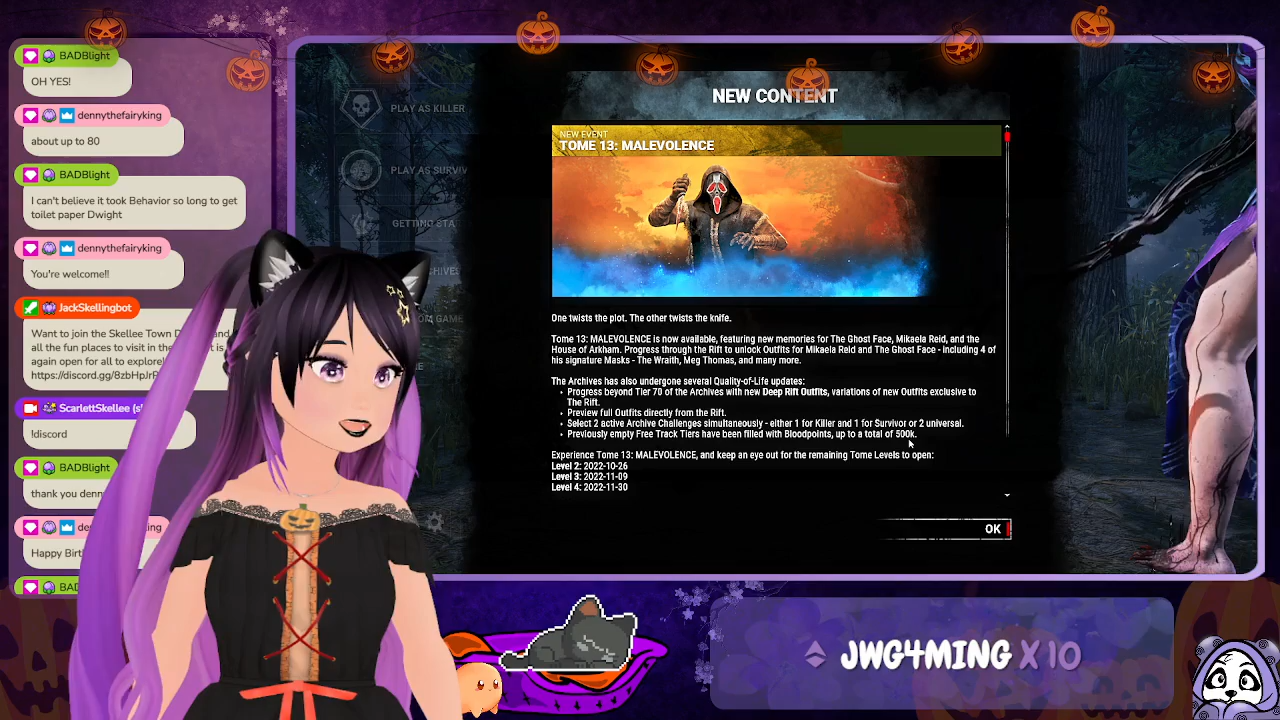 BADBlight
OH YES!
dennythefairyking
about up to 80
BADBlight
I can't believe it took Behavior so long to get
toilet paper Dwight
dennythefairyking
You're welcome!!
JackSkellingbot
Want to join the Skellee Town D
all the fun places to visit in the
again open for all to explore!
https://discord.gg/8zbHpJr
ScarlettSkellee (s
!discord
BADBlight
thank you denn
Happy Birt
BAD
PLAY AS KILLER
PLAY AS SURVIV
GETTING STA
NEW CONTENT
NEW EVENT
TOME 13: MALEVOLENCE
One twists the plot. The other twists the knife.
Tome 13: MALEVOLENCE is now available, featuring new memories for The Ghost Face, Mikaela Reid, and the
House of Arkham. Progress through the Rift to unlock Outfits for Mikaela Reid and The Ghost Face - including 4 of
his signature Masks - The Wraith, Meg Thomas, and many more.
The Archives has also undergone several Quality-of-Life updates:
• Progress beyond Tier 70 of the Archives with new Deep Rift Outfits, variations of new Outfits exclusive to
The Rift.
• Preview full Outfits directly from the Rift.
• Select 2 active Archive Challenges simultaneously - either 1 for Killer and 1 for Survivor or 2 universal.
• Previously empty Free Track Tiers have been filled with Bloodpoints, up to a total of 500k.
Experience Tome 13: MALEVOLENCE, and keep an eye out for the remaining Tome Levels to open:
Level 2: 2022-10-26
Level 3: 2022-11-09
Level 4: 2022-11-30
OK
JWG4MING X 10